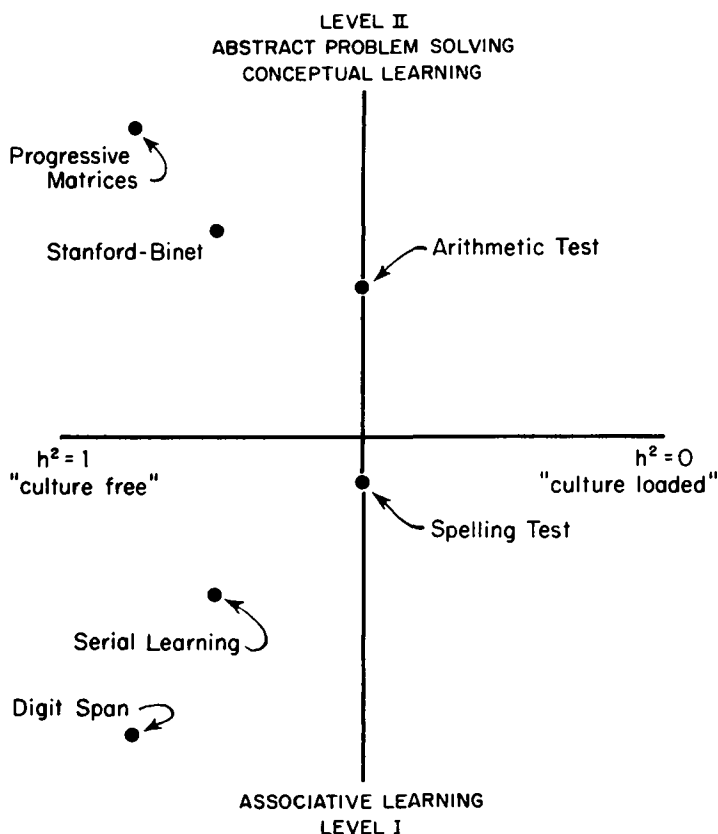 LEVEL II
ABSTRACT PROBLEM SOLVING
CONCEPTUAL LEARNING
Progressive
Matrices
Stanford-Binet
Arithmetic Test
h² = 1
"culture free"
h² = 0
"culture loaded"
Spelling Test
Serial Learning
Digit Span
ASSOCIATIVE LEARNING
LEVEL I